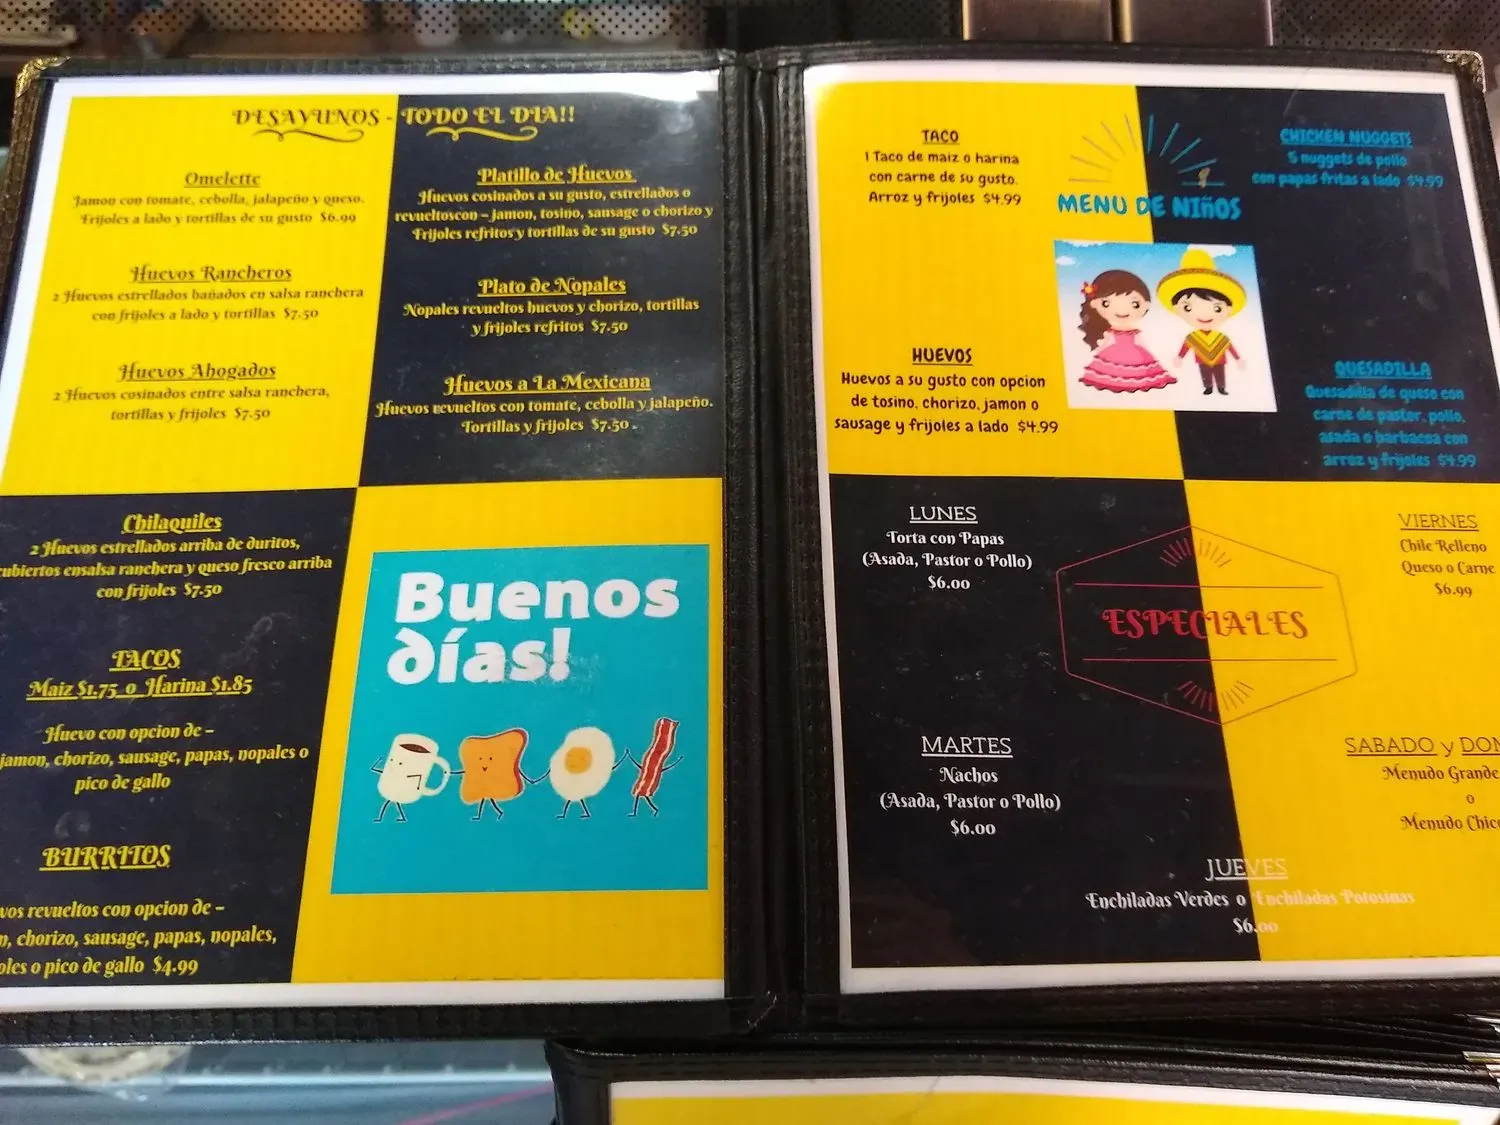 DESAYUNOS - TODO EL DIA!!
Omelette
Jamon con tomate, cebolla, jalapeño y queso.
Frijoles a lado y tortillas de su gusto $6.99
Huevos Rancheros
2 Huevos estrellados bañados en salsa ranchera
con frijoles a lado y tortillas $7.50
Huevos Ahogados
2 Huevos cosinados entre salsa ranchera,
tortillas y frijoles $7.50
Platillo de Huevos
Huevos cosinados a su gusto, estrellados o
revueltoscon - jamon, tosino, sausage o chorizo y
Frijoles refritos y tortillas de su gusto $7.50
Plato de Nopales
Nopales revueltos huevos y chorizo, tortillas
y frijoles refritos $7.50
Huevos a La Mexicana
Huevos revueltos con tomate, cebolla y jalapeño.
Tortillas y frijoles $7.50.
Chilaquiles
2 Huevos estrellados arriba de duritos,
cubiertos ensalsa ranchera y queso fresco arriba
con frijoles $7.50
TACOS
Maiz $1.75 o Harina $1.85
Huevo con opcion de -
jamon, chorizo, sausage, papas, nopales o
pico de gallo
BURRITOS
revueltos con opcion de -
chorizo, sausage, papas, nopales,
o pico de gallo $4.99
Buenos
días!
TACO
1 Taco de maiz o harina
con carne de su gusto.
Arroz y frijoles $4.99
MENU DE NIñOS
CHICKEN NUGGETS
5 nuggets de pollo
con papas fritas a lado $4.99
HUEVOS
Huevos a su gusto con opcion
de tosino, chorizo, jamon o
sausage y frijoles a lado $4.99
QUESADILLA
Quesadilla de queso con
carne de pastor, pollo,
asada o barbacoa con
arroz y frijoles $4.99
LUNES
Torta con Papas
(Asada, Pastor o Pollo)
$6.00
VIERNES
Chile Relleno
Queso o Carne
$6.99
ESPECIALES
MARTES
Nachos
(Asada, Pastor o Pollo)
$6.00
SABADO y DOM
Menudo Grande
o
Menudo Chico
JUEVES
Enchiladas Verdes o Enchiladas Potosinas
$6.00